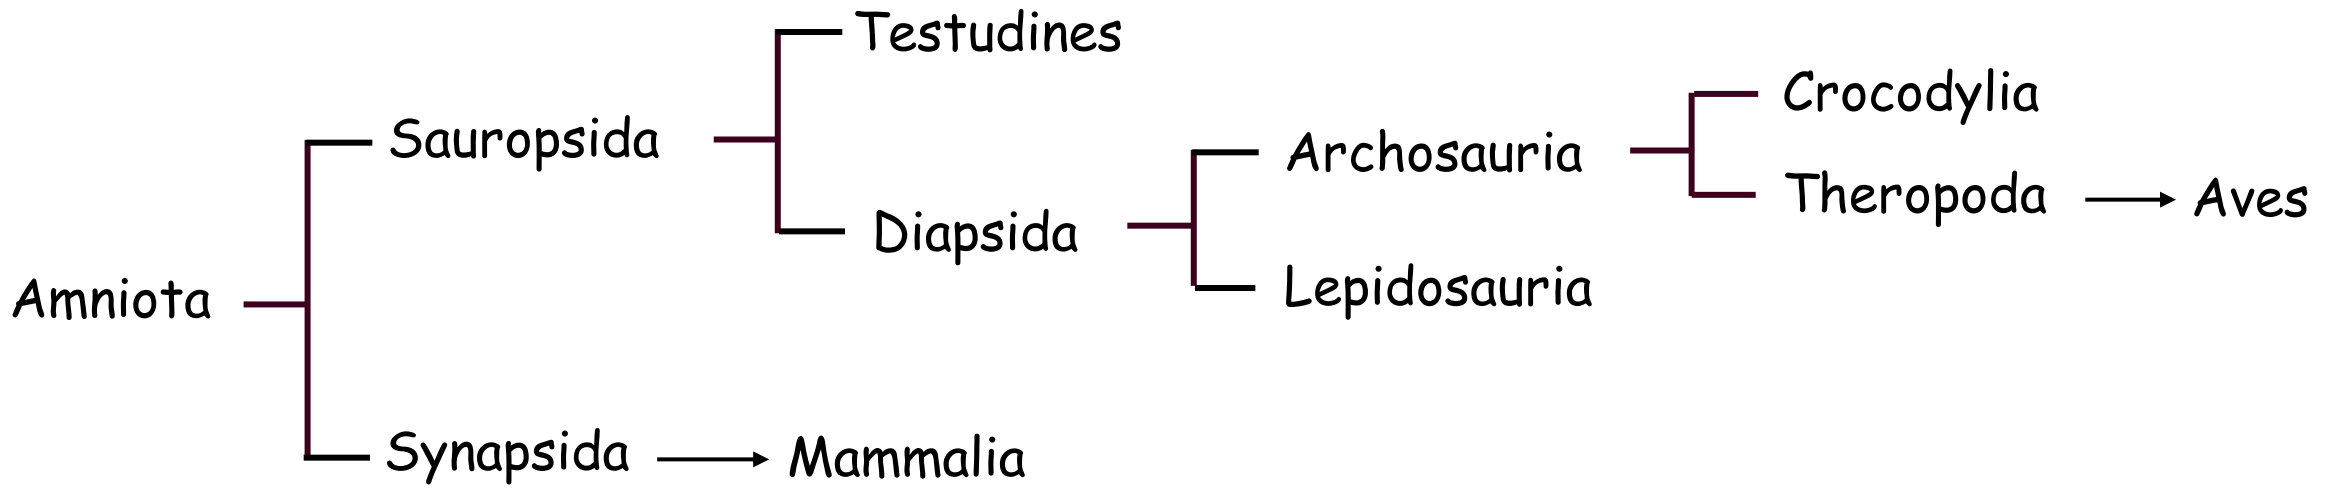 Testudines
Crocodylia
Sauropsida
Archosauria
Theropoda
Aves
Diapsida
Lepidosauria
Amniota
Synapsida
Mammalia